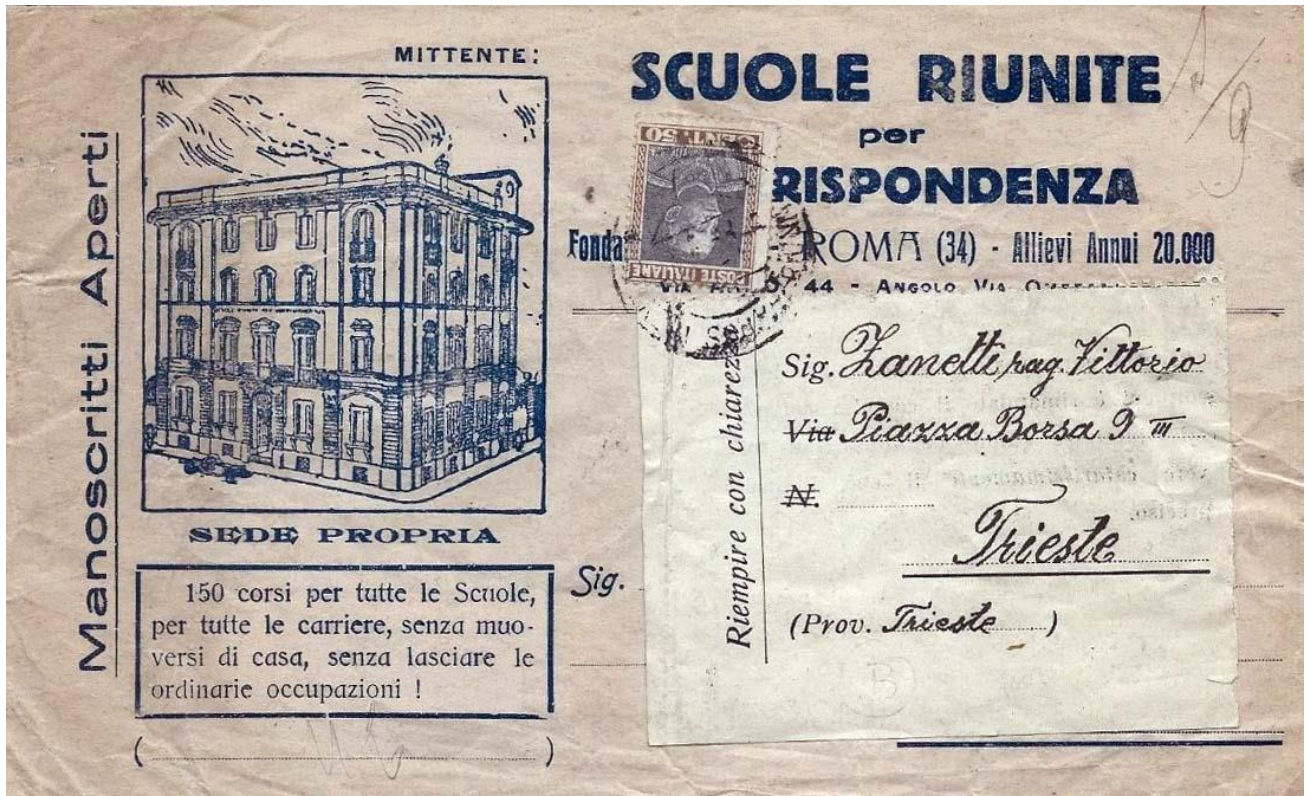 MITTENTE:
Manoscritti Aperti
SEDE PROPRIA
150 corsi per tutte le Scuole,
per tutte le carriere, senza muo-
versi di casa, senza lasciare le
ordinarie occupazioni !
( )
SCUOLE RIUNITE
per
RISPONDENZA
Fonda ROMA (34) - Allievi Annui 20.000
VIA 44 - ANGOLO VIA
CENT. 50
POSTE ITALIANE
Sig.
Riempire con chiarezza
Sig. Zanetti rag. Vittorio
Via Piazza Borsa 9 III
N.
Trieste
(Prov. Trieste )
B